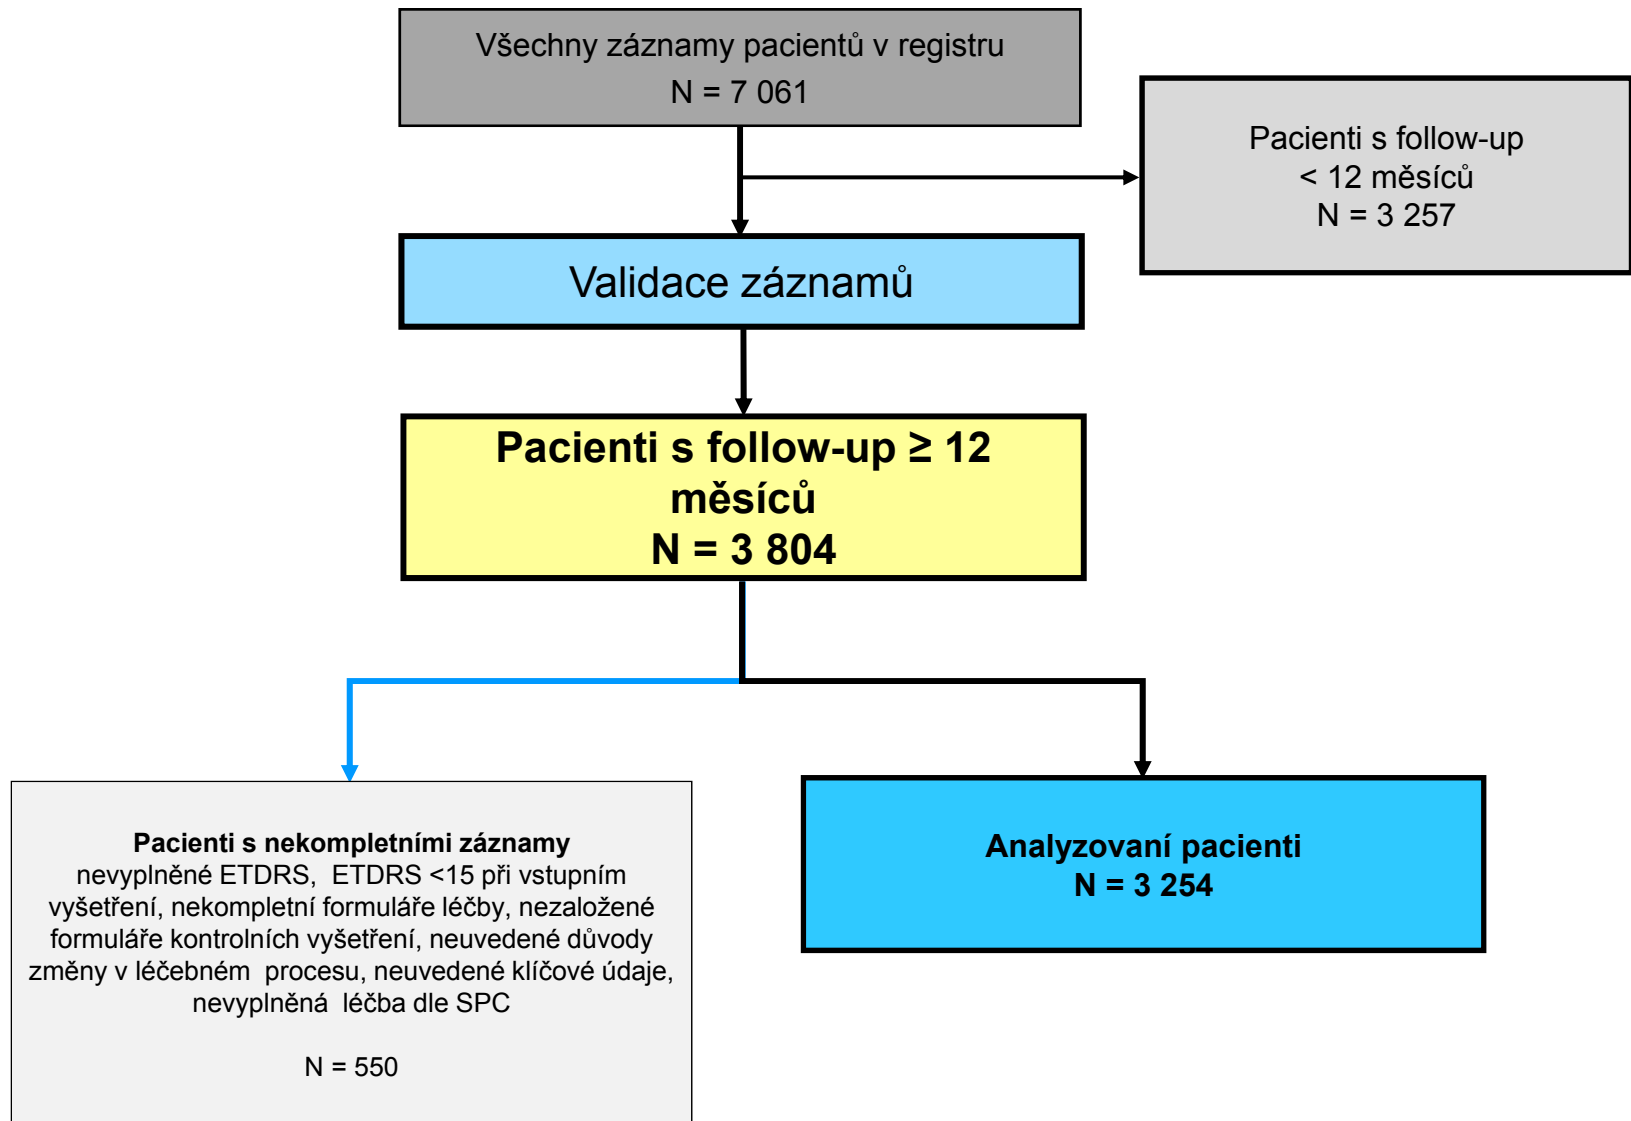 Všechny záznamy pacientů v registru
N = 7 061
Pacienti s follow-up
< 12 měsíců
N = 3 257
Validace záznamů
Pacienti s follow-up ≥ 12
měsíců
N = 3 804
Pacienti s nekompletními záznamy
nevyplněné ETDRS, ETDRS <15 při vstupním
vyšetření, nekompletní formuláře léčby, nezaložené
formuláře kontrolních vyšetření, neuvedené důvody
změny v léčebném procesu, neuvedené klíčové údaje,
nevyplněná léčba dle SPC
N = 550
Analyzovaní pacienti
N = 3 254